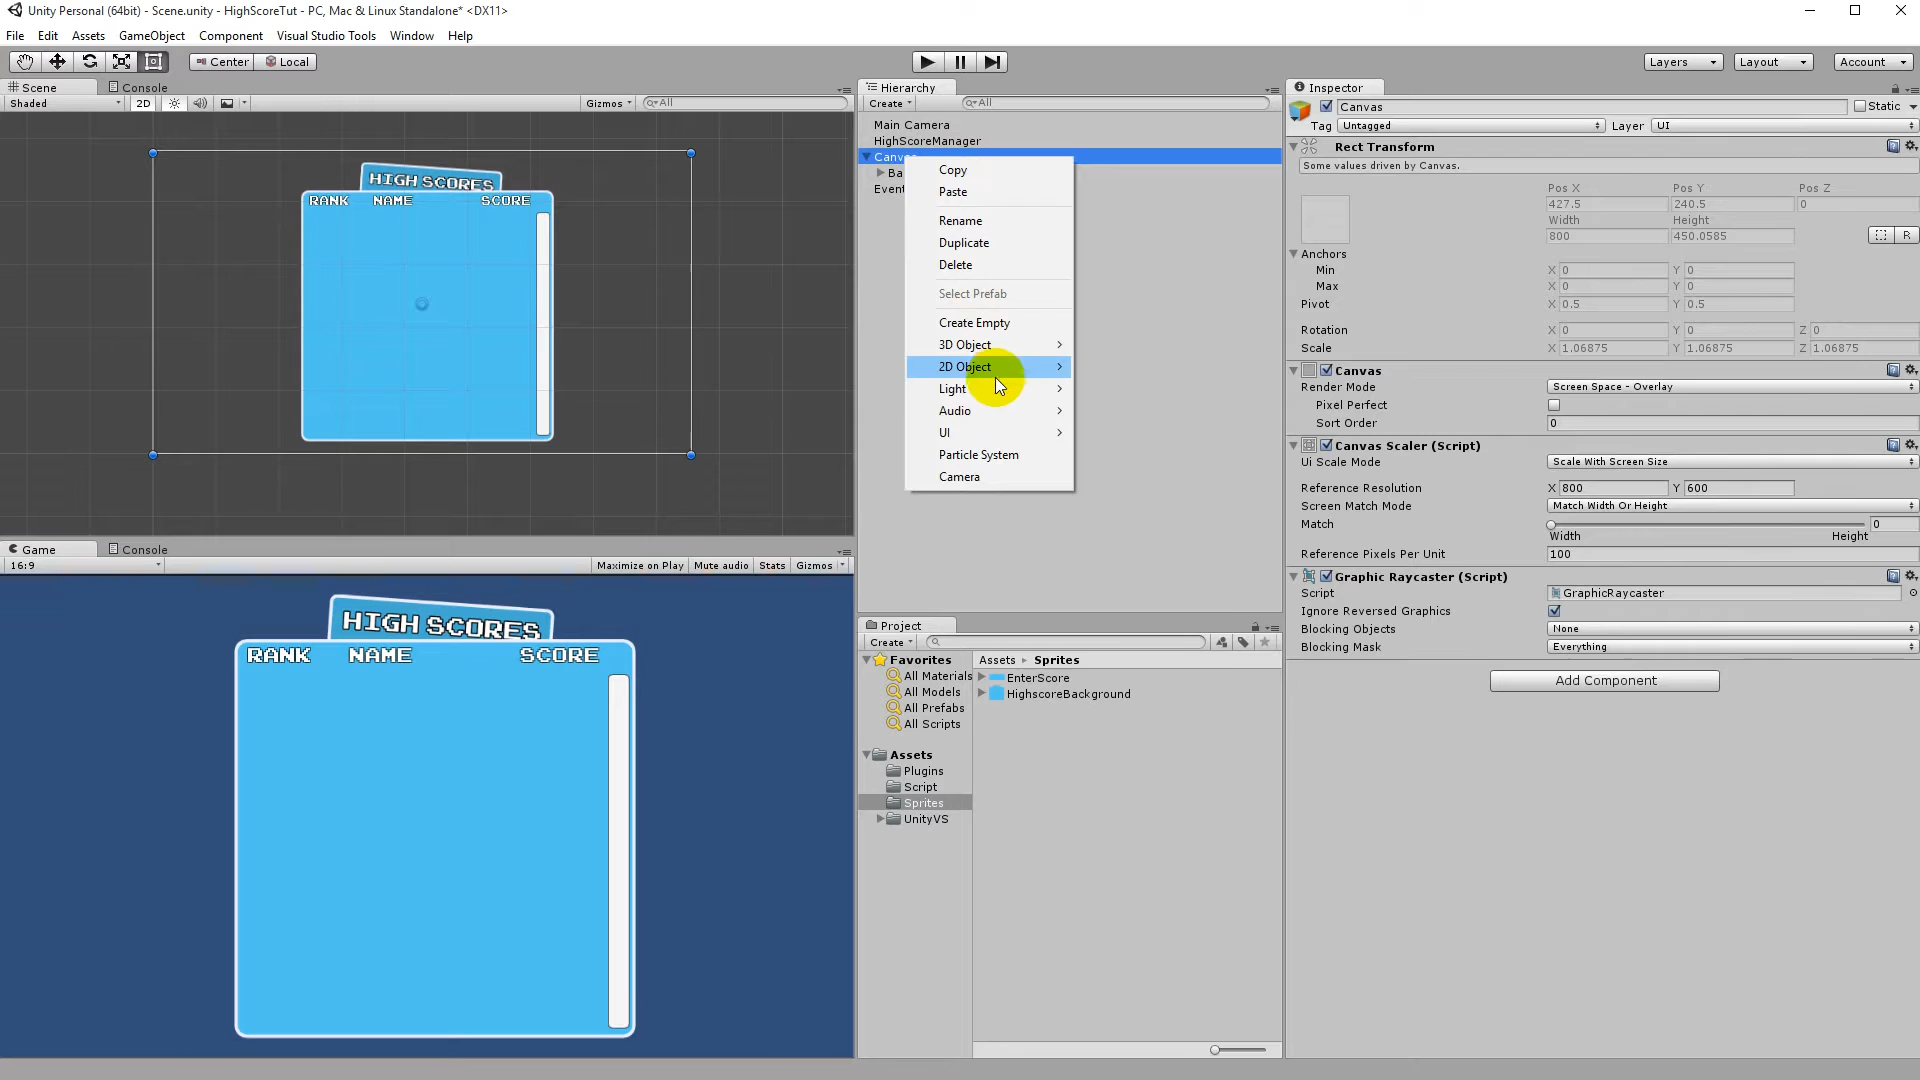 Unity Personal (64bit) - Scene.unity - HighScoreTut - PC, Mac & Linux Standalone* <DX11>
File Edit Assets GameObject Component Visual Studio Tools Window Help
Center Local
Layers Layout Account
Scene Console
Shaded 2D Gizmos All
HIGH SCORES
RANK NAME SCORE
Game Console
16:9 Maximize on Play Mute audio Stats Gizmos
HIGH SCORES
RANK NAME SCORE
Hierarchy
Create All
Main Camera
HighScoreManager
Canvas
Ba
Event
Copy
Paste
Rename
Duplicate
Delete
Select Prefab
Create Empty
3D Object
2D Object
Light
Audio
UI
Particle System
Camera
Project
Create
Favorites
All Materials
All Models
All Prefabs
All Scripts
Assets
Plugins
Script
Sprites
UnityVS
Assets Sprites
EnterScore
HighscoreBackground
Inspector
Canvas Static
Tag Untagged Layer UI
Rect Transform
Some values driven by Canvas.
Pos X Pos Y Pos Z
427.5 240.5 0
Width Height
800 450.0585 R
Anchors
Min X 0 Y 0
Max X 0 Y 0
Pivot X 0.5 Y 0.5
Rotation X 0 Y 0 Z 0
Scale X 1.06875 Y 1.06875 Z 1.06875
Canvas
Render Mode Screen Space - Overlay
Pixel Perfect
Sort Order 0
Canvas Scaler (Script)
Ui Scale Mode Scale With Screen Size
Reference Resolution X 800 Y 600
Screen Match Mode Match Width Or Height
Match 0
Width Height
Reference Pixels Per Unit 100
Graphic Raycaster (Script)
Script GraphicRaycaster
Ignore Reversed Graphics
Blocking Objects None
Blocking Mask Everything
Add Component